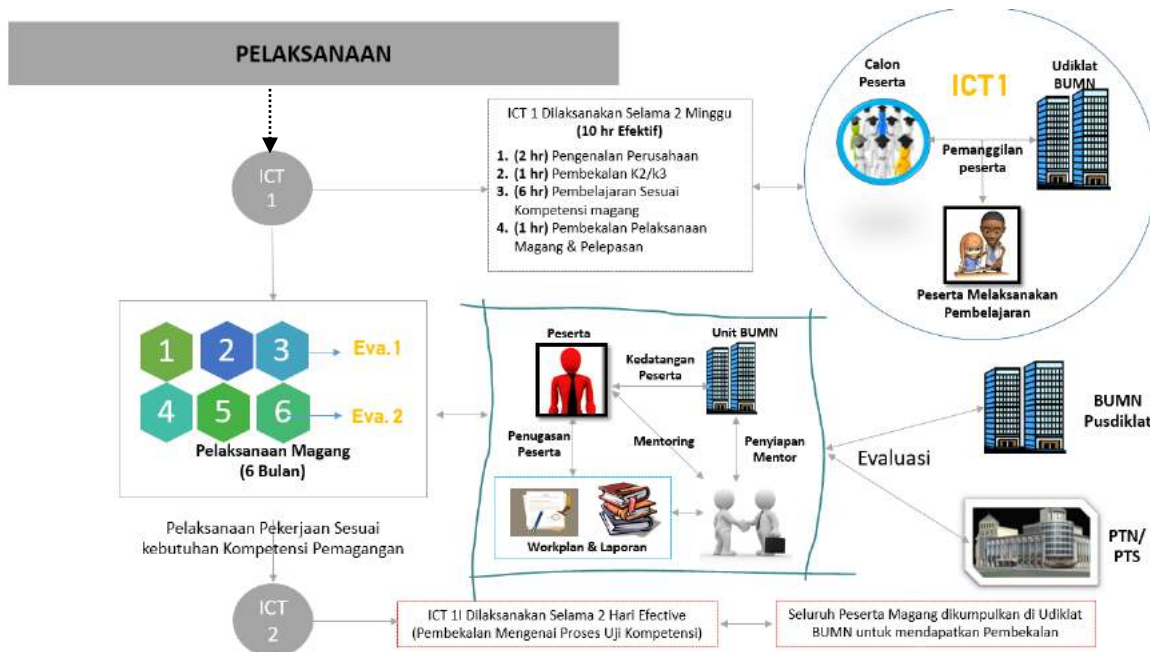 PELAKSANAAN
ICT
1
ICT 1 Dilaksanakan Selama 2 Minggu
(10 hr Efektif)
1. (2 hr) Pengenalan Perusahaan
2. (1 hr) Pembekalan K2/k3
3. (6 hr) Pembelajaran Sesuai
Kompetensi magang
4. (1 hr) Pembekalan Pelaksanaan
Magang & Pelepasan
Calon
Peserta
ICT1
Udiklat
BUMN
Pemanggilan
peserta
Peserta Melaksanakan
Pembelajaran
1 2 3 Eva.1
4 5 6 Eva. 2
Pelaksanaan Magang
(6 Bulan)
Peserta
Unit BUMN
Kedatangan
Peserta
Penugasan
Peserta
Mentoring
Penyiapan
Mentor
Workplan & Laporan
Evaluasi
BUMN
Pusdiklat
PTN/
PTS
Pelaksanaan Pekerjaan Sesuai
kebutuhan Kompetensi Pemagangan
ICT
2
ICT 1I Dilaksanakan Selama 2 Hari Efective
(Pembekalan Mengenai Proses Uji Kompetensi)
Seluruh Peserta Magang dikumpulkan di Udiklat
BUMN untuk mendapatkan Pembekalan